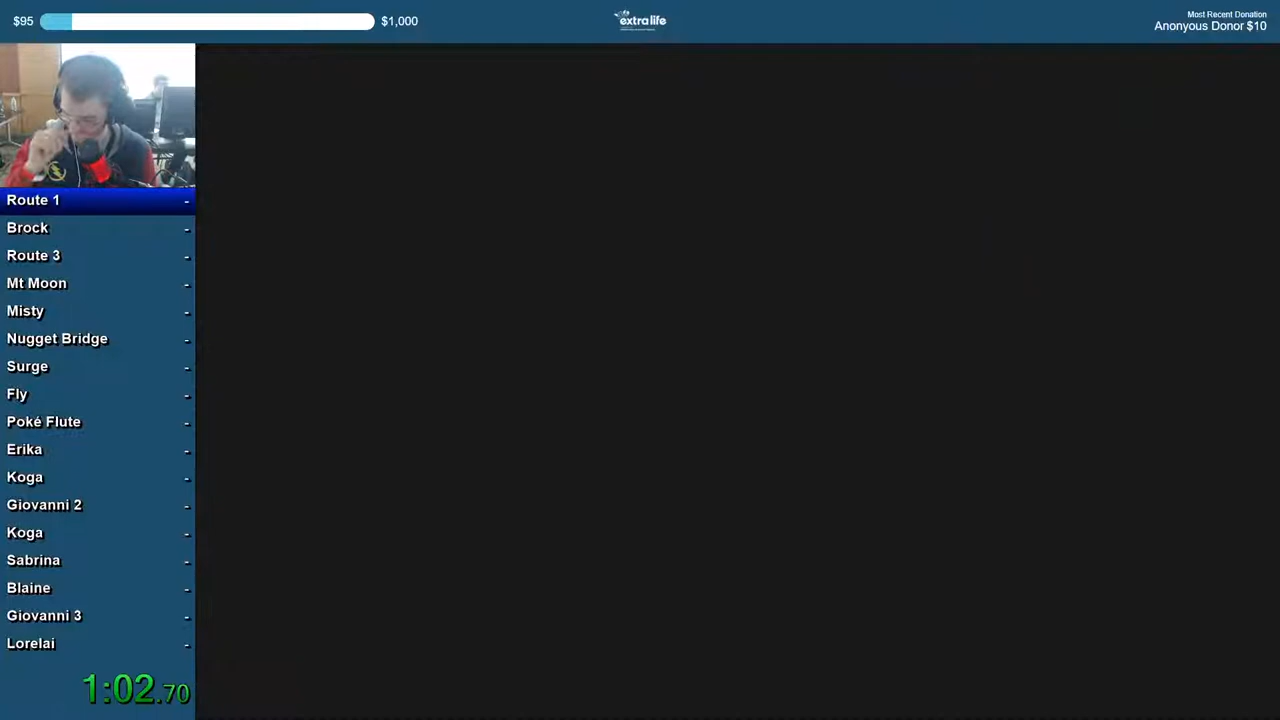 $95
$1,000
extralife
Most Recent Donation
Anonyous Donor $10
Route 1 -
Brock -
Route 3 -
Mt Moon -
Misty -
Nugget Bridge -
Surge -
Fly -
Poké Flute -
Erika -
Koga -
Giovanni 2 -
Koga -
Sabrina -
Blaine -
Giovanni 3 -
Lorelai -
1:02.70